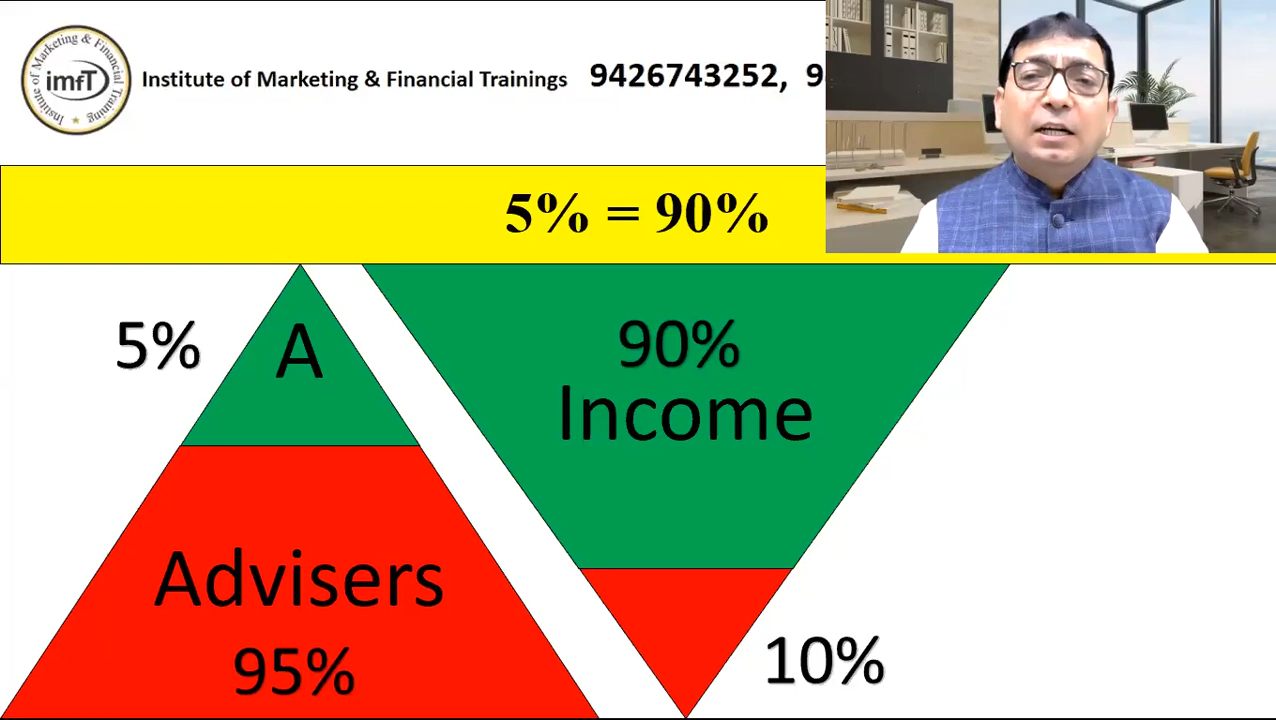 Institute of Marketing & Financial Training
imfT
Institute of Marketing & Financial Trainings 9426743252, 9
5% = 90%
5%
A
90%
Income
Advisers
95%
10%